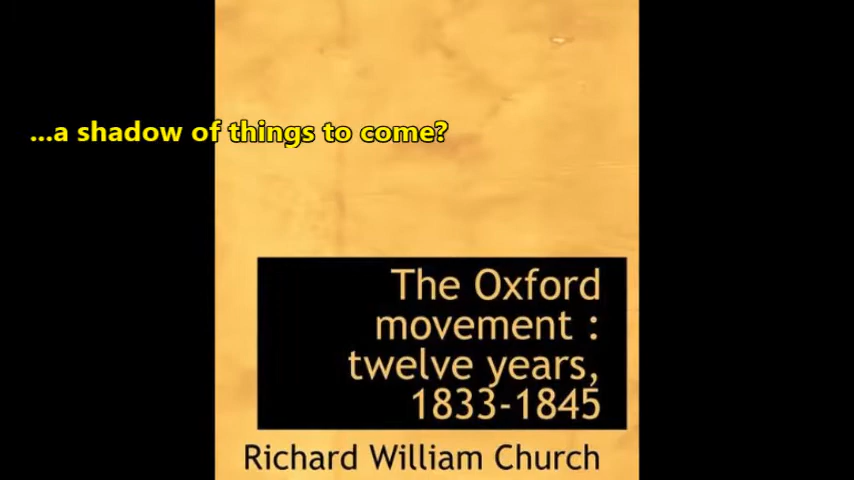 ...a shadow of things to come?
The Oxford
movement :
twelve years,
1833-1845
Richard William Church